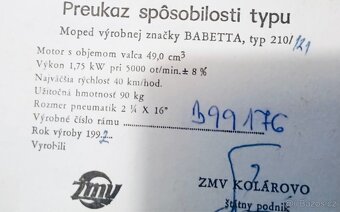 Preukaz spôsobilosti typu
Moped výrobnej značky BABETTA, typ 210/121
Motor s objemom valca 49,0 cm³
Výkon 1,75 kW pri 5000 ot/min. ± 8 %
Najväčšia rýchlosť 40 km/hod.
Užitočná hmotnosť 90 kg
Rozmer pneumatik 2 ¼ X 16"
Výrobné číslo rámu B99176
Rok výroby 1992
Vyrobili
ZMV
ZMV KOLÁROVO
štátny podnik